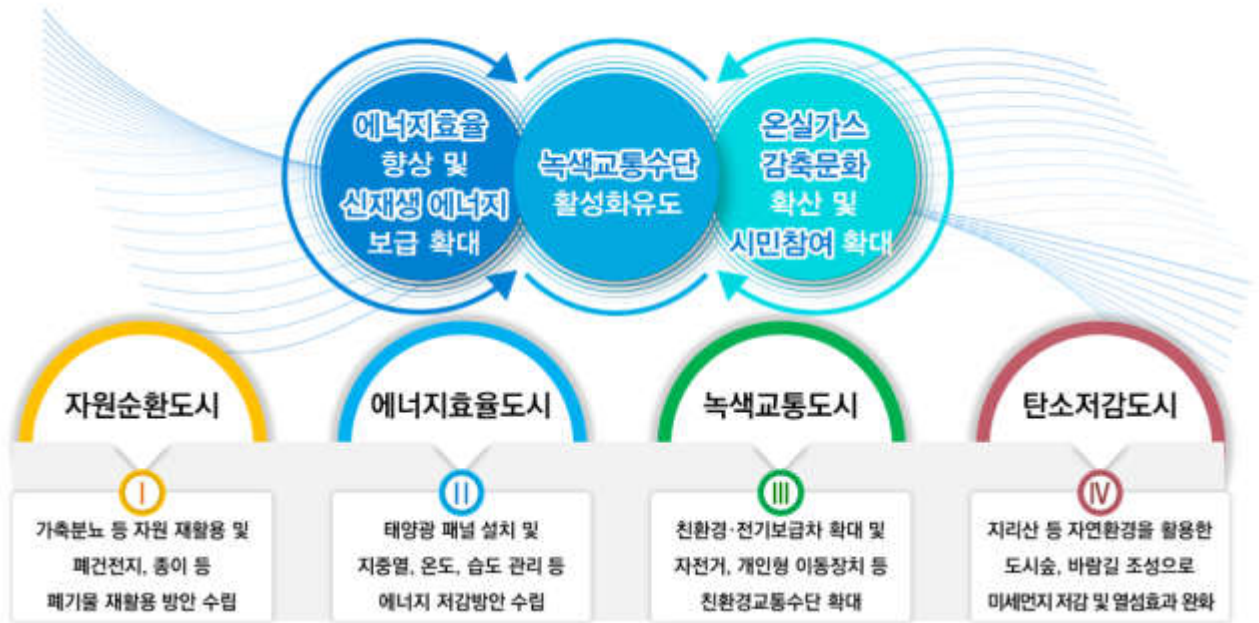 에너지효율
향상 및
신재생 에너지
보급 확대
녹색교통수단
활성화유도
온실가스
감축문화
확산 및
시민참여 확대
자원순환도시
Ⅰ
가축분뇨 등 자원 재활용 및
폐건전지, 종이 등
폐기물 재활용 방안 수립
에너지효율도시
Ⅱ
태양광 패널 설치 및
지중열, 온도, 습도 관리 등
에너지 저감방안 수립
녹색교통도시
Ⅲ
친환경·전기보급차 확대 및
자전거, 개인형 이동장치 등
친환경교통수단 확대
탄소저감도시
Ⅳ
지리산 등 자연환경을 활용한
도시숲, 바람길 조성으로
미세먼지 저감 및 열섬효과 완화